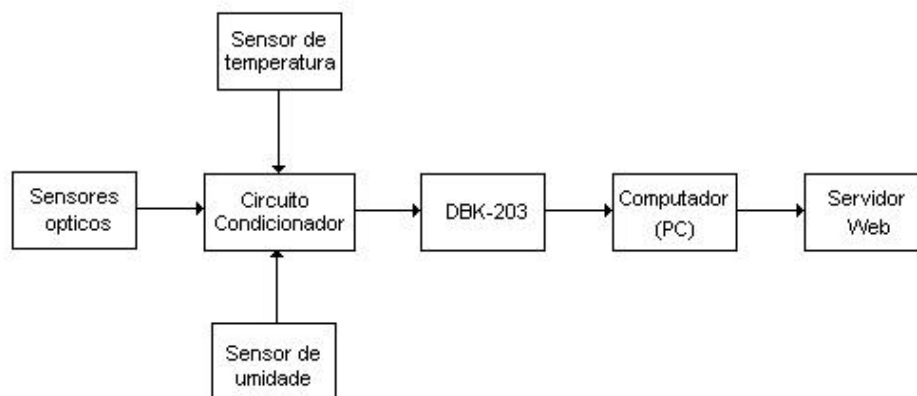 Sensor de
temperatura
Sensores
opticos
Circuito
Condicionador
DBK-203
Computador
(PC)
Servidor
Web
Sensor de
umidade